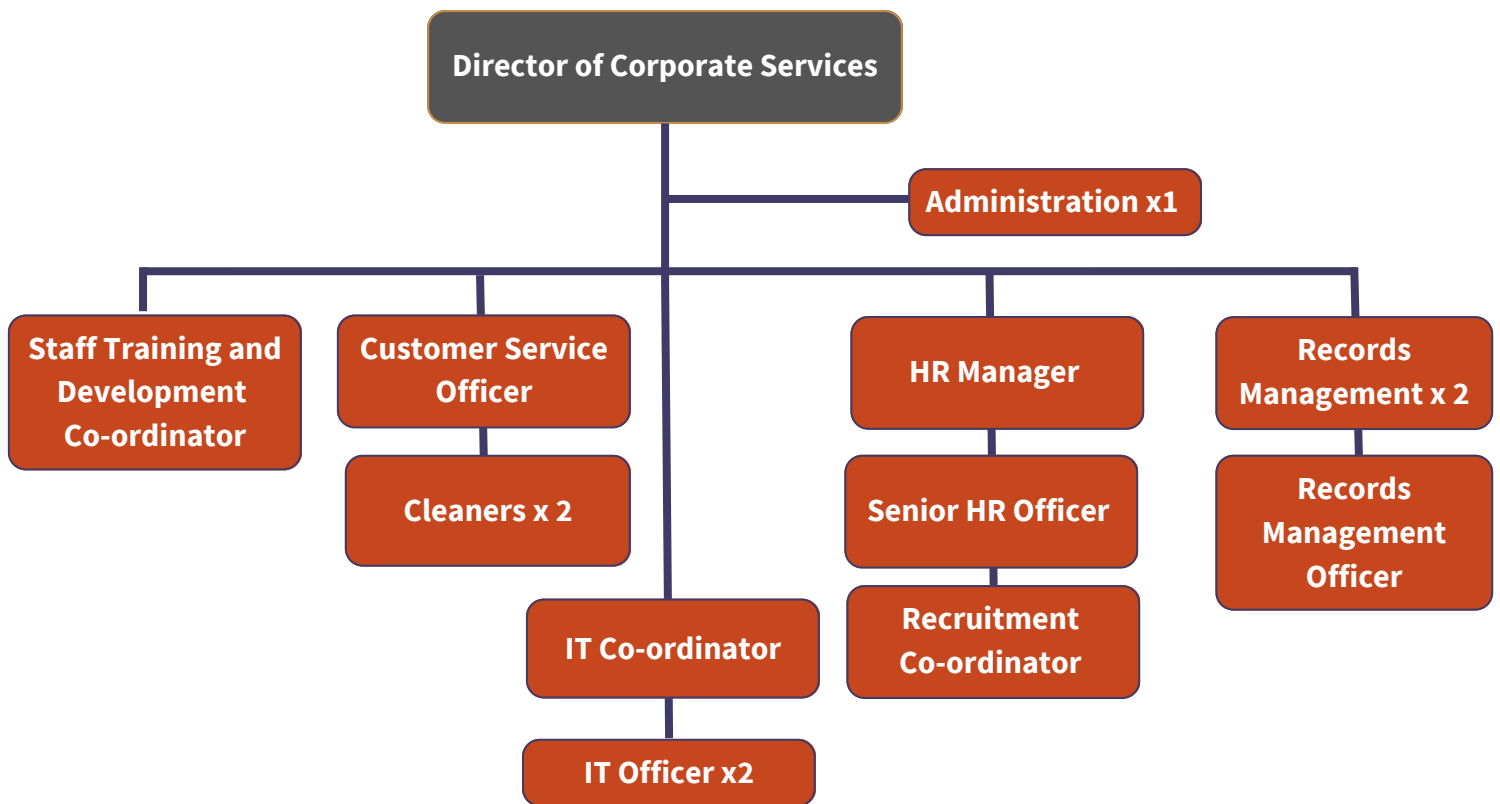 Director of Corporate Services
Administration x1
Staff Training and
Development
Co-ordinator
Customer Service
Officer
HR Manager
Records
Management x 2
Cleaners x 2
Senior HR Officer
Records
Management
Officer
IT Co-ordinator
Recruitment
Co-ordinator
IT Officer x2